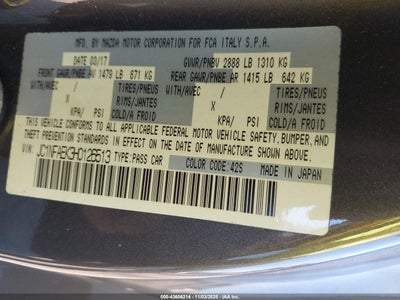 MFD BY MAZDA MOTOR CORPORATION FOR FCA ITALY S.P.A.
DATE 03/17 GVWR/PNBV 2888 LB 1310 KG
FRONT GAWR/PNBE AV 1479 LB 671 KG REAR GAWR/PNBE AR 1415 LB 642 KG
WITH/AVEC TIRES/PNEUS WITH/AVEC TIRES/PNEUS
X RIMS/JANTES X RIMS/JANTES
KPA/ PSI COLD/A FROID KPA/ PSI COLD/A FROID
THIS VEHICLE CONFORMS TO ALL APPLICABLE FEDERAL MOTOR VEHICLE SAFETY, BUMPER, AND
THEFT PREVENTION STANDARDS IN EFFECT ON THE DATE OF MANUFACTURE SHOWN ABOVE.
VIN: JC1NFAEK3H0125513 TYPE:PASS CAR
COLOR CODE:42S MADE IN JAPAN
000-43606214 - 11/03/2025 - IAAI.COM